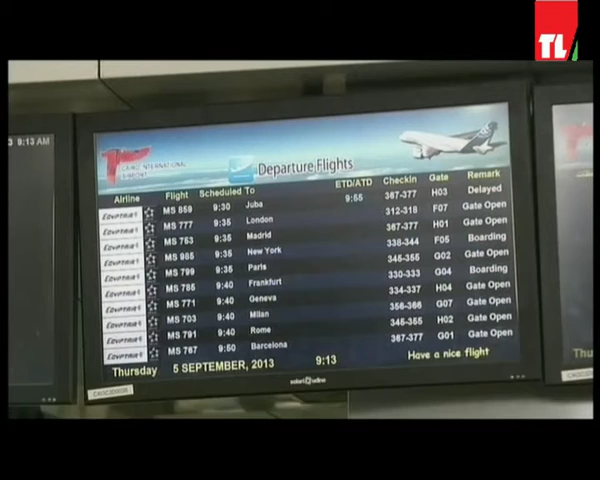 TL
3 9:13 AM
CAIRO INTERNATIONAL
AIRPORT
Departure Flights
Airline Flight Scheduled To ETD/ATD Checkin Gate Remark
EGYPTAIR MS 859 9:30 Juba 9:55 367-377 H03 Delayed
EGYPTAIR MS 777 9:35 London 312-318 F07 Gate Open
EGYPTAIR MS 753 9:35 Madrid 367-377 H01 Gate Open
EGYPTAIR MS 985 9:35 New York 338-344 F05 Boarding
EGYPTAIR MS 799 9:35 Paris 345-355 G02 Gate Open
EGYPTAIR MS 785 9:40 Frankfurt 330-333 G04 Boarding
EGYPTAIR MS 771 9:40 Geneva 334-337 H04 Gate Open
EGYPTAIR MS 703 9:40 Milan 356-366 G07 Gate Open
EGYPTAIR MS 791 9:40 Rome 345-355 H02 Gate Open
EGYPTAIR MS 767 9:50 Barcelona 367-377 G01 Gate Open
Thursday 5 SEPTEMBER, 2013 9:13 Have a nice flight
Thu